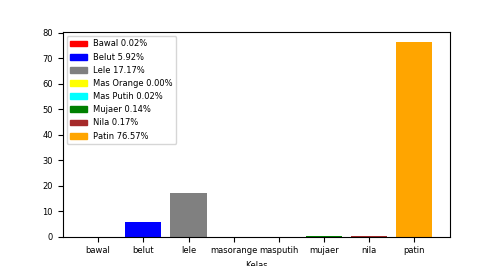 80
70
60
50
40
30
20
10
0
Bawal 0.02%
Belut 5.92%
Lele 17.17%
Mas Orange 0.00%
Mas Putih 0.02%
Mujaer 0.14%
Nila 0.17%
Patin 76.57%
bawal belut lele masorange masputih mujaer nila patin
Kelas